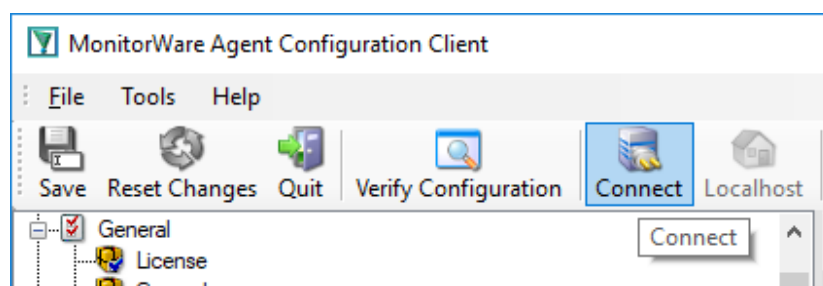 MonitorWare Agent Configuration Client
File Tools Help
Save Reset Changes Quit Verify Configuration Connect Localhost
General
Connect
License